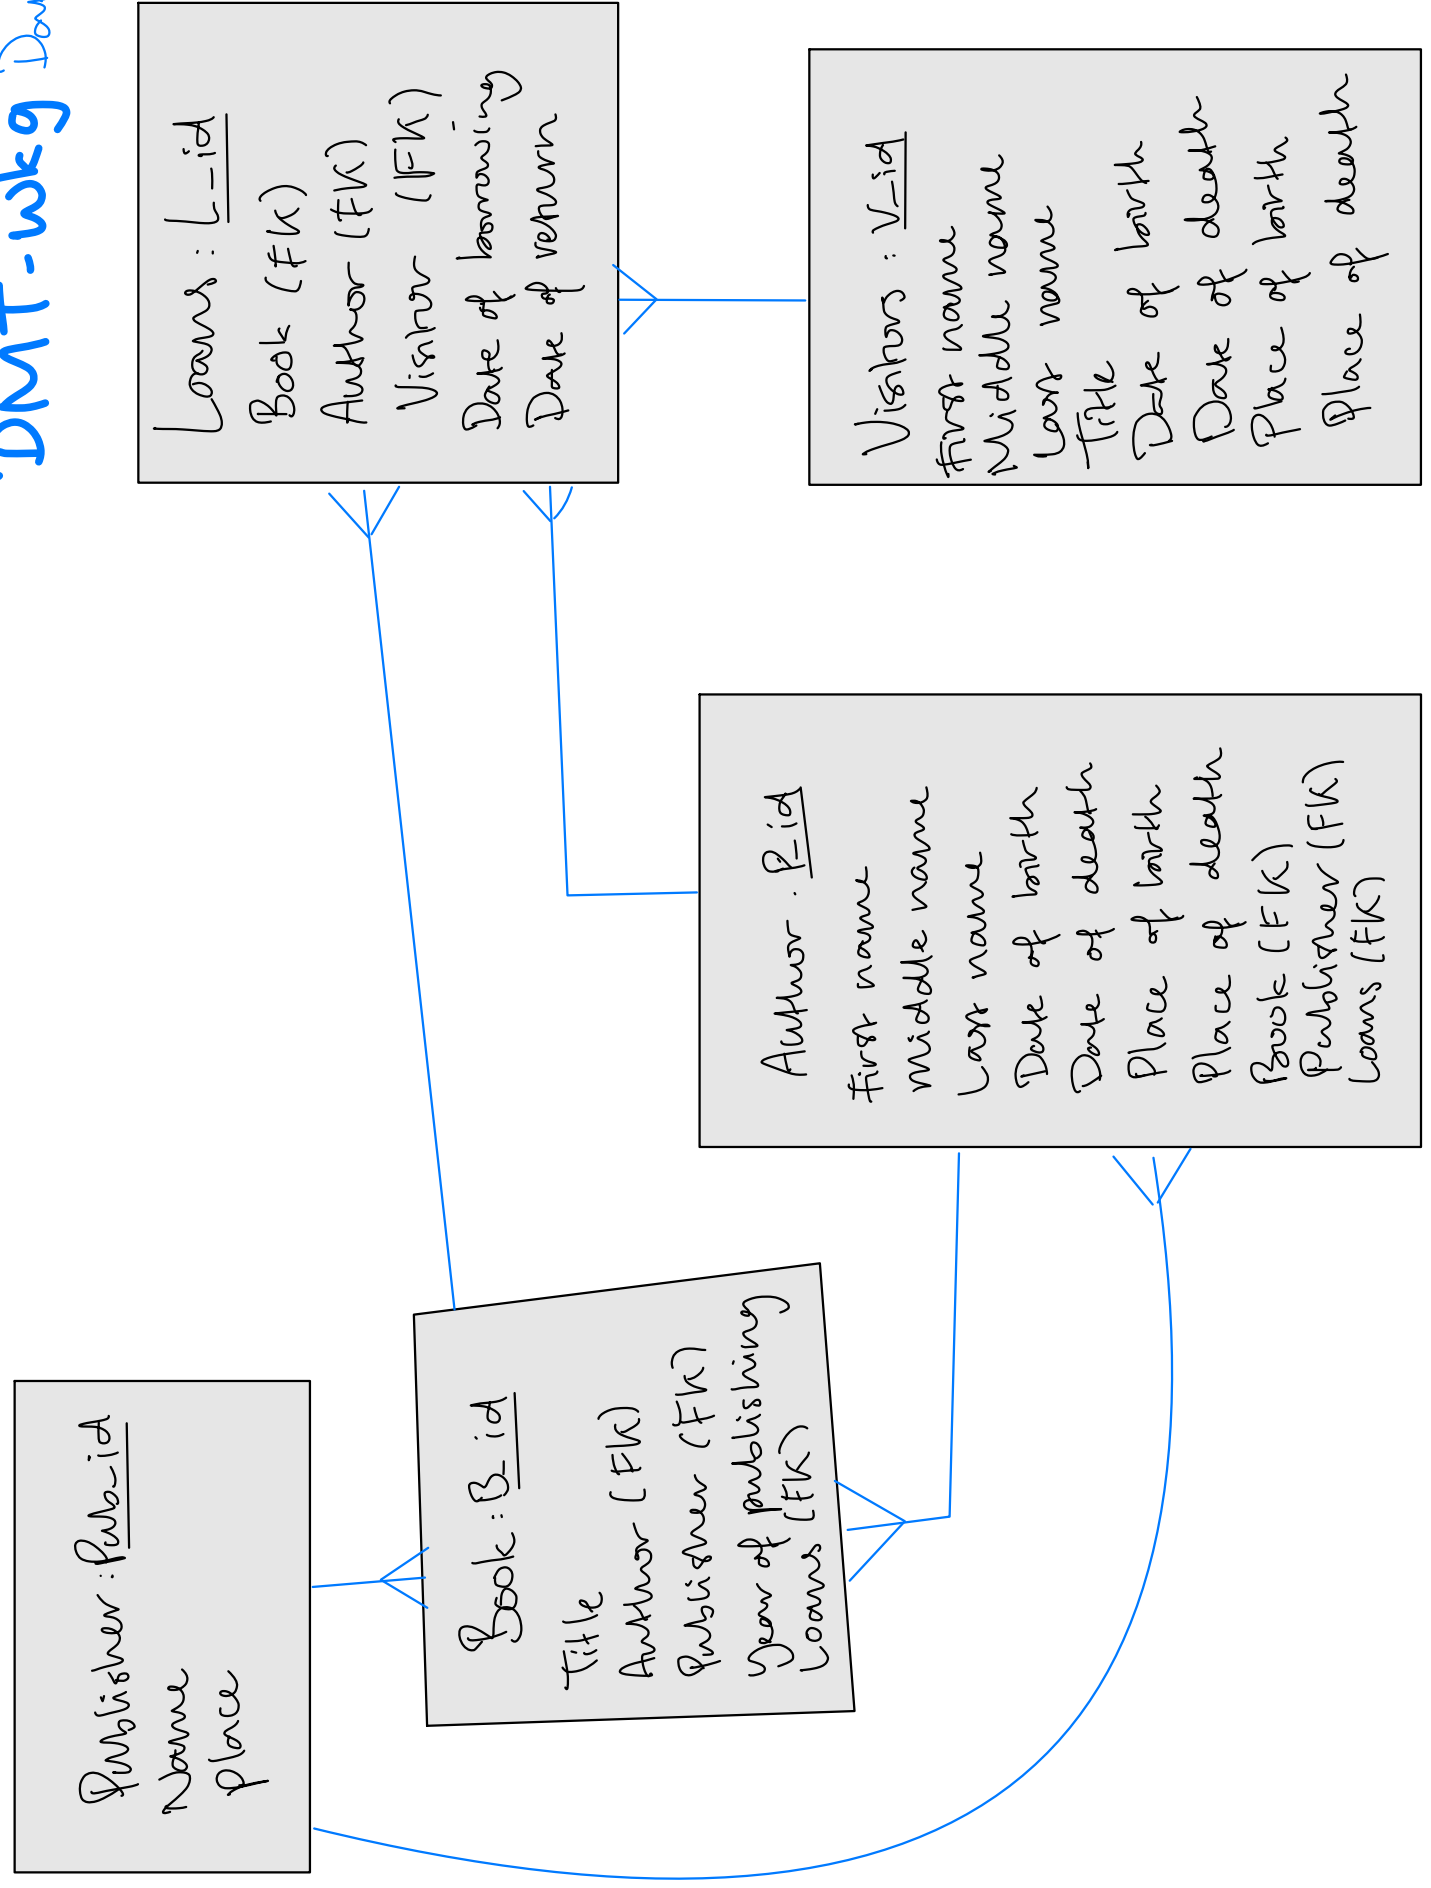 DMT-wkg
Publisher : Pub_id
Name
place
Book : B_id
Title
Author (FK)
Publisher (FK)
Year of publishing
Loans (FK)
Author . P_id
First name
middle name
Last name
Date of birth
Date of death
Place of birth
Place of death
Book (FK)
Publisher (FK)
Loans (FK)
Loans : L_id
Book (FK)
Author (FK)
Visitor (FK)
Date of borrowing
Date of return
Visitors : V_id
First name
Middle name
Last name
Title
Date of birth
Date of death
Place of birth
Place of death